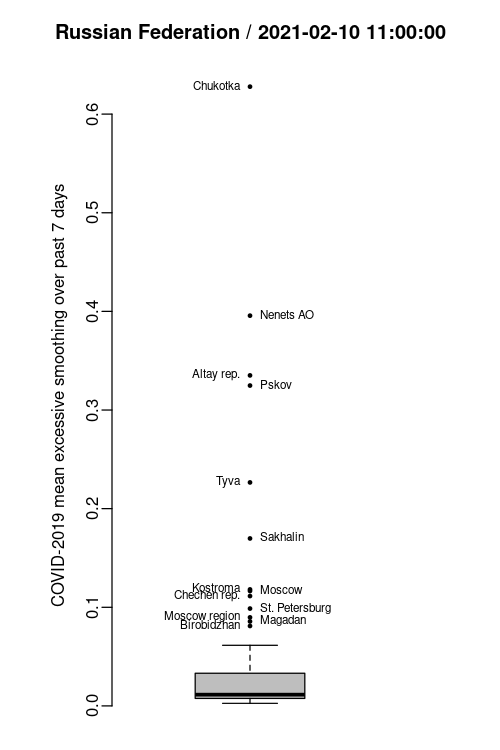 Russian Federation / 2021-02-10 11:00:00
COVID-2019 mean excessive smoothing over past 7 days
0.6
0.5
0.4
0.3
0.2
0.1
0.0
Chukotka
Nenets AO
Altay rep.
Pskov
Tyva
Sakhalin
Kostroma
Moscow
Chechen rep.
St. Petersburg
Moscow region
Magadan
Birobidzhan